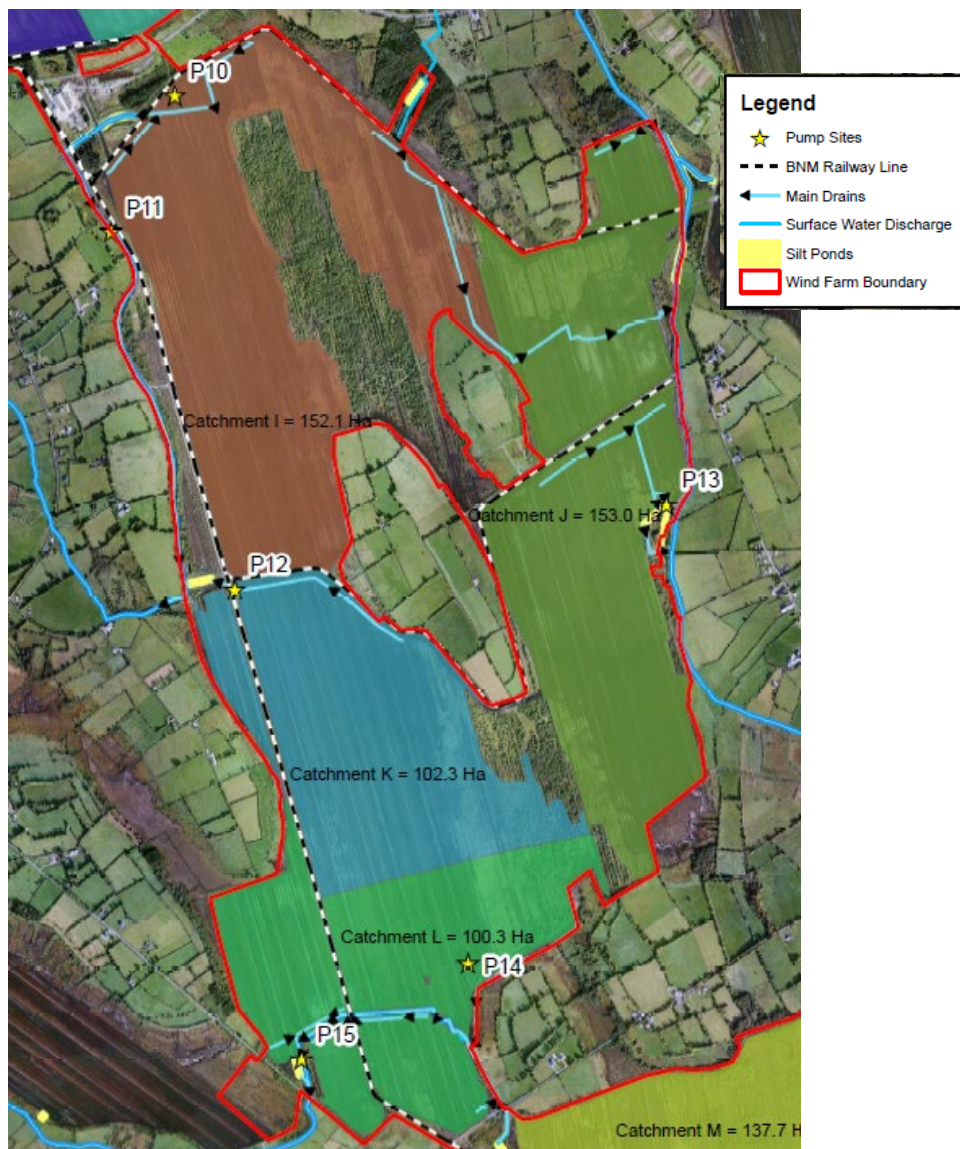 P10
Legend
Pump Sites
BNM Railway Line
Main Drains
Surface Water Discharge
Silt Ponds
Wind Farm Boundary
P11
Catchment I = 152.1 Ha
P13
Catchment J = 153.0 Ha
P12
Catchment K = 102.3 Ha
Catchment L = 100.3 Ha
P14
P15
Catchment M = 137.7 H